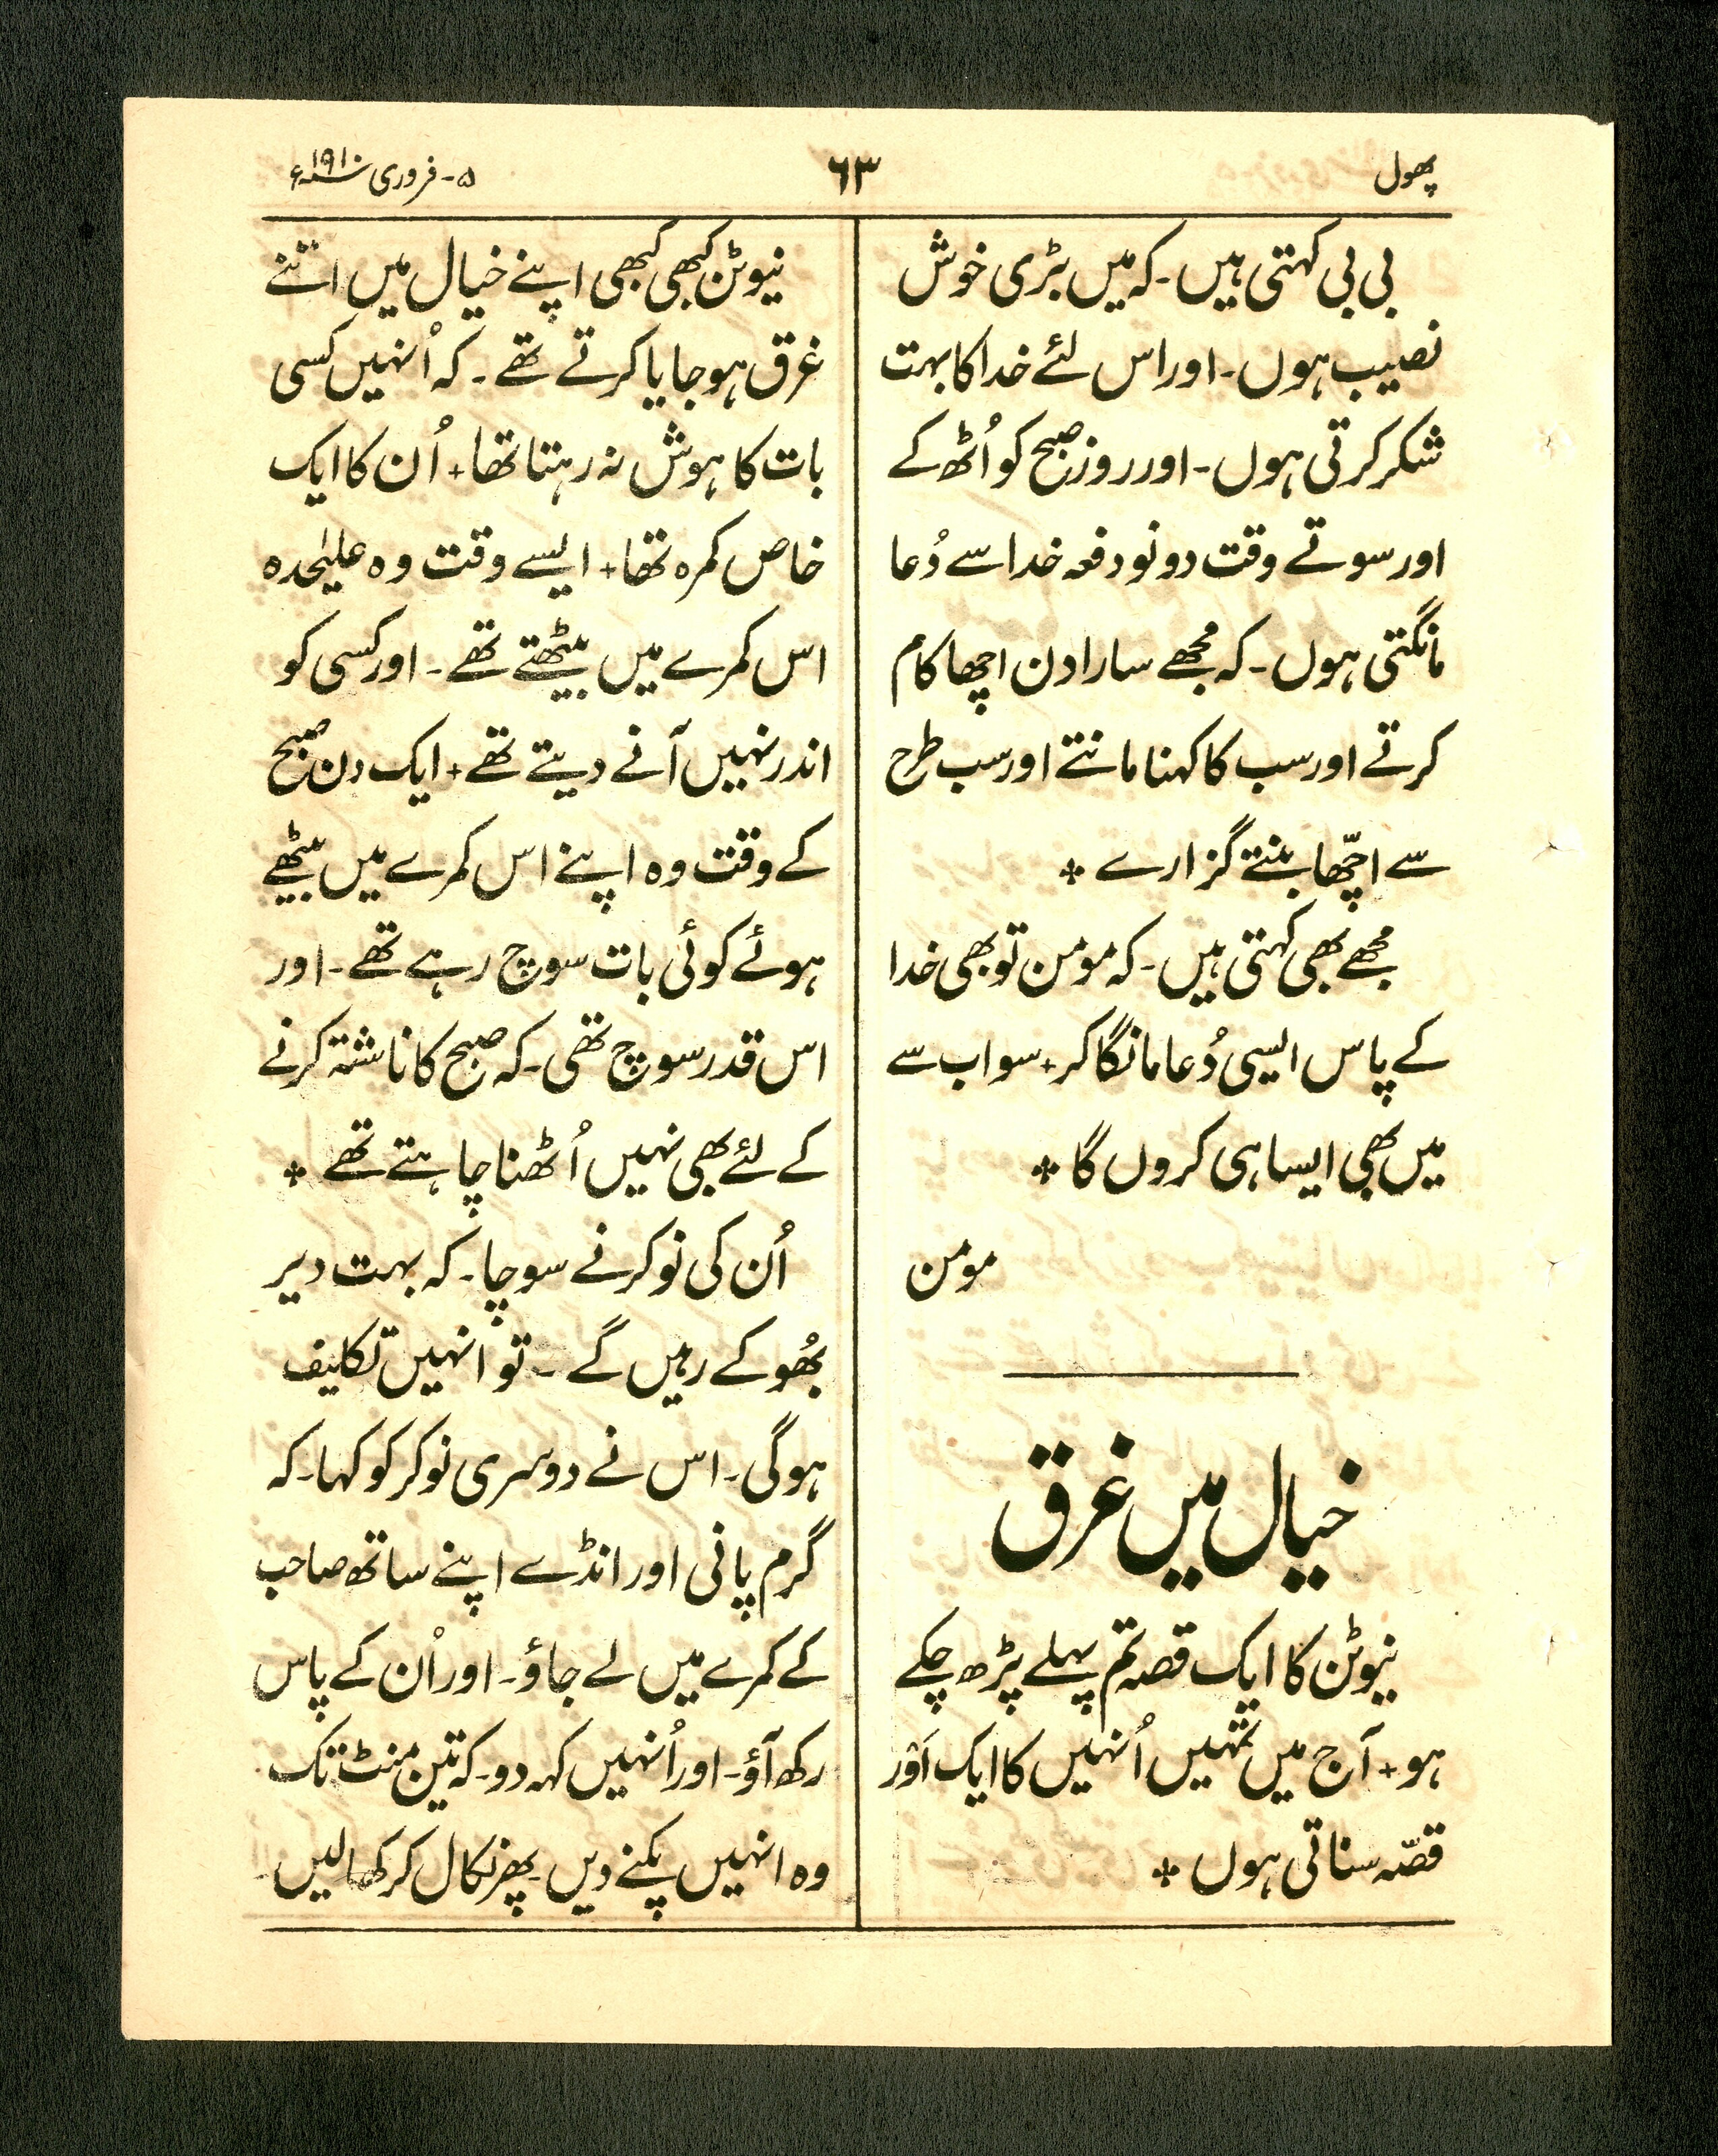 پھول
٦٣
۵-فروری ۱۹۱۰ء
بی بی کہتی ہیں۔ کہ میں بڑی خوش
نصیب ہوں۔ اور اس لئے خدا کا بہت
شکر کرتی ہوں۔ اور روز صبح کو اُٹھ کے
اور سوتے وقت دونو دفعہ خدا سے دُعا
مانگتی ہوں۔ کہ مجھے سارا دن اچھا کام
کرتے اور سب کا کہنا مانتے اور سب طرح
سے اچّھا بنتے گزارے ٭
مجھے بھی کہتی ہیں۔ کہ مومن تو بھی خدا
کے پاس ایسی دُعا مانگا کر+ سو اب سے
میں بھی ایسا ہی کروں گا ٭
مومن
خیال میں غرق
نیوٹن کا ایک قصہ تم پہلے پڑھ چکے
ہو+ آج میں تمہیں اُنہیں کا ایک اَوْر
قصّہ سناتی ہوں ٭
نیوٹن کبھی کبھی اپنے خیال میں اتنے
غرق ہو جایا کرتے تھے۔ کہ اُنہیں کسی
بات کا ہوش نہ رہتا تھا+ اُن کا ایک
خاص کمرہ تھا+ ایسے وقت وہ علیٰحدہ
اس کمرے میں بیٹھتے تھے۔ اور کسی کو
اندر نہیں آنے دیتے تھے+ ایک دن صبح
کے وقت وہ اپنے اس کمرے میں بیٹھے
ہوئے کوئی بات سوچ رہے تھے۔ اور
اس قدر سوچ تھی۔ کہ صبح کا ناشتہ کرنے
کے لئے بھی نہیں اُٹھنا چاہتے تھے ٭
اُن کی نوکر نے سوچا۔ کہ بہت دیر
بھُوکے رہیں گے ۔ تو انہیں تکلیف
ہوگی۔ اس نے دوسری نوکر کو کہا۔ کہ
گرم پانی اور انڈے اپنے ساتھ صاحب
کے کمرے میں لے جاؤ۔ اور اُن کے پاس
رکھ آؤ۔ اور اُنہیں کہہ دو۔ کہ تین منٹ تک
وہ انہیں پکنے دیں۔ پھر نکال کر کھا لیں۔